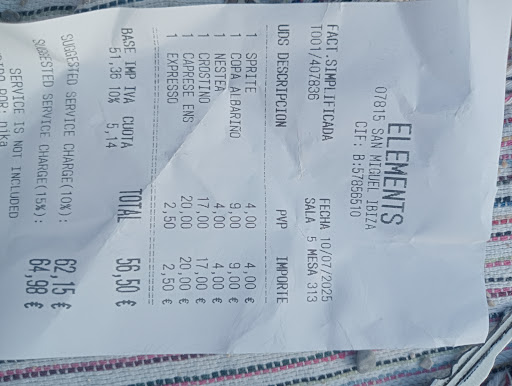 ELEMENTS
07815 SAN MIGUEL IBIZA
CIF: B:57856510
FACT.SIMPLIFICADA FECHA 10/07/2025
T001/407836 SALA 5 MESA 313
UDS DESCRIPCION PVP IMPORTE
1 SPRITE 4,00 4,00 €
1 COPA ALBARIÑO 9,00 9,00 €
1 NESTEA 4,00 4,00 €
1 CROSTINO 17,00 17,00 €
1 CAPRESE ENS 20,00 20,00 €
1 EXPRESSO 2,50 2,50 €
BASE IMP IVA CUOTA TOTAL 56,50 €
51,36 10% 5,14
SUGGESTED SERVICE CHARGE(10%): 62,15 €
SUGGESTED SERVICE CHARGE(15%): 64,98 €
SERVICE IS NOT INCLUDED